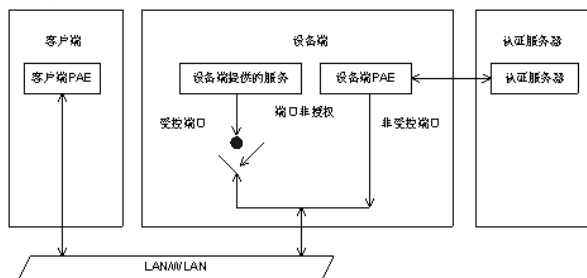 客户端
设备端
认证服务器
客户端PAE
设备端提供的服务
设备端PAE
认证服务器
受控端口
端口非授权
非受控端口
LAN/WLAN